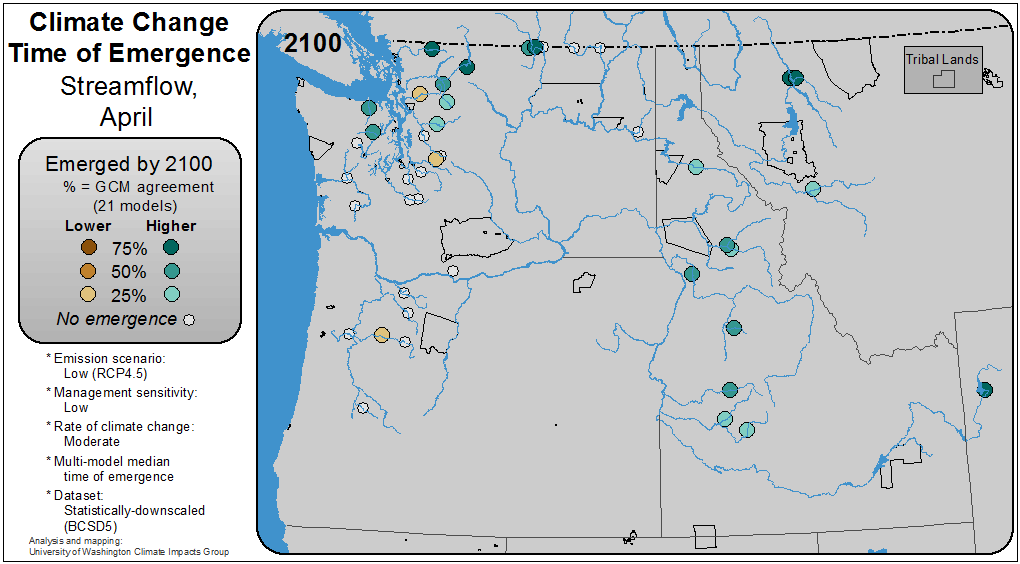 Climate Change
Time of Emergence
Streamflow,
April
Emerged by 2100
% = GCM agreement
(21 models)
Lower Higher
75%
50%
25%
No emergence
* Emission scenario:
Low (RCP4.5)
* Management sensitivity:
Low
* Rate of climate change:
Moderate
* Multi-model median
time of emergence
* Dataset:
Statistically-downscaled
(BCSD5)
Analysis and mapping:
University of Washington Climate Impacts Group
2100
Tribal Lands